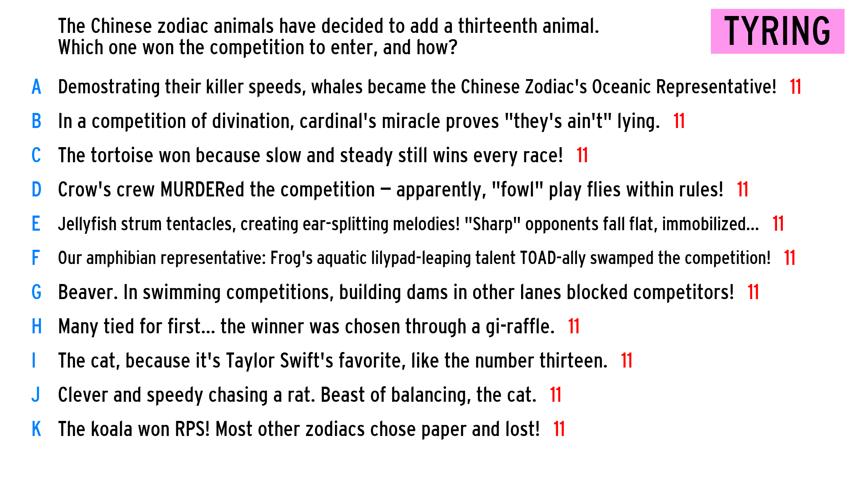 The Chinese zodiac animals have decided to add a thirteenth animal.
Which one won the competition to enter, and how?
TYRING
A Demostrating their killer speeds, whales became the Chinese Zodiac's Oceanic Representative! 11
B In a competition of divination, cardinal's miracle proves "they's ain't" lying. 11
C The tortoise won because slow and steady still wins every race! 11
D Crow's crew MURDERed the competition – apparently, "fowl" play flies within rules! 11
E Jellyfish strum tentacles, creating ear-splitting melodies! "Sharp" opponents fall flat, immobilized... 11
F Our amphibian representative: Frog's aquatic lilypad-leaping talent TOAD-ally swamped the competition! 11
G Beaver. In swimming competitions, building dams in other lanes blocked competitors! 11
H Many tied for first... the winner was chosen through a gi-raffle. 11
I The cat, because it's Taylor Swift's favorite, like the number thirteen. 11
J Clever and speedy chasing a rat. Beast of balancing, the cat. 11
K The koala won RPS! Most other zodiacs chose paper and lost! 11